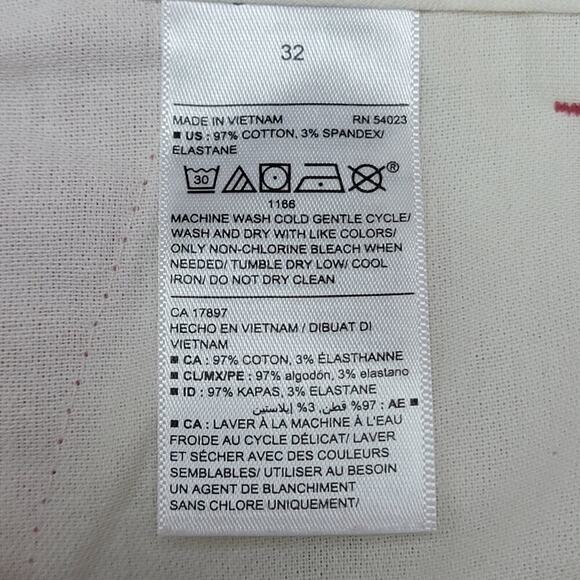 32
MADE IN VIETNAM RN 54023
■ US : 97% COTTON, 3% SPANDEX/
ELASTANE
30
®
1166
MACHINE WASH COLD GENTLE CYCLE/
WASH AND DRY WITH LIKE COLORS/
ONLY NON-CHLORINE BLEACH WHEN
NEEDED/ TUMBLE DRY LOW/ COOL
IRON/ DO NOT DRY CLEAN
CA 17897
HECHO EN VIETNAM / DIBUAT DI
VIETNAM
■ CA : 97% COTON, 3% ÉLASTHANNE
■ CL/MX/PE : 97% algodón, 3% elastano
■ ID : 97% KAPAS, 3% ELASTANE
■ AE : 97% قطن, 3% إيلاستين
■ CA : LAVER À LA MACHINE À L'EAU
FROIDE AU CYCLE DÉLICAT/ LAVER
ET SÉCHER AVEC DES COULEURS
SEMBLABLES/ UTILISER AU BESOIN
UN AGENT DE BLANCHIMENT
SANS CHLORE UNIQUEMENT/